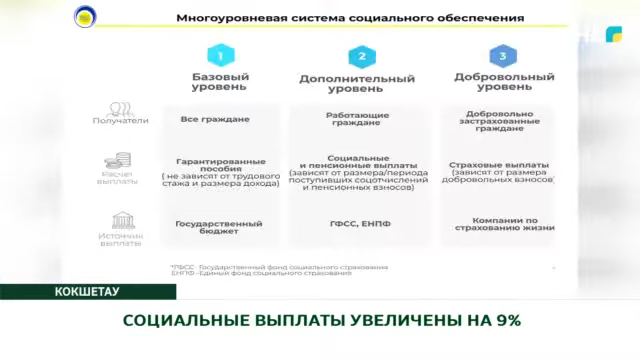 Многоуровневая система социального обеспечения
1
2
3
Базовый
уровень
Дополнительный
уровень
Добровольный
уровень
Получатели
Все граждане
Работающие
граждане
Добровольно
застрахованные
граждане
Расчет
выплаты
Гарантированные
пособия
( не зависят от трудового
стажа и размера дохода)
Социальные
и пенсионные выплаты
(зависят от размера/периода
поступивших соцотчислений
и пенсионных взносов)
Страховые выплаты
(зависят от размера
добровольных взносов)
Источник
выплаты
Государственный
бюджет
ГФСС, ЕНПФ
Компании по
страхованию жизни
*ГФСС - Государственный фонд социального страхования
ЕНПФ -Единый фонд социального страхования
КОКШЕТАУ
СОЦИАЛЬНЫЕ ВЫПЛАТЫ УВЕЛИЧЕНЫ НА 9%